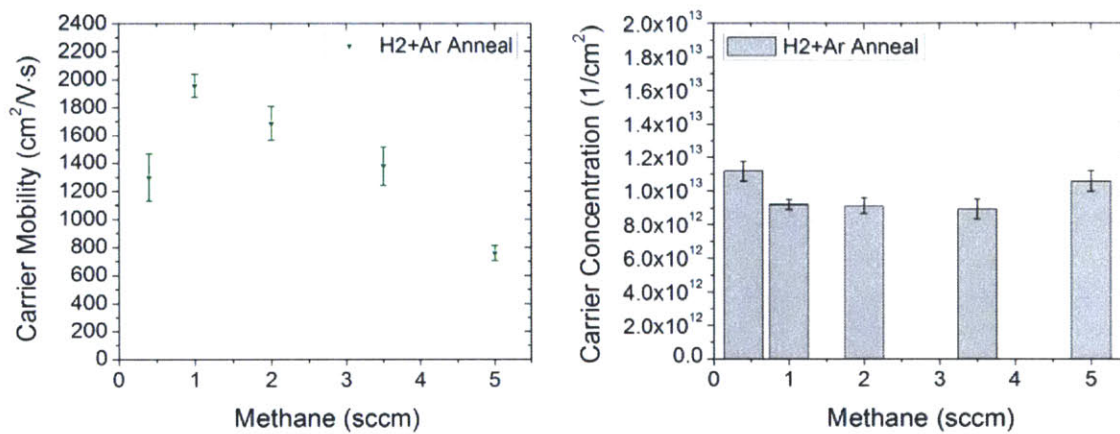 2400
2200
2000
1800
1600
1400
1200
1000
800
600
400
200
0
Carrier Mobility (cm²/V·s)
H2+Ar Anneal
0 1 2 3 4 5
Methane (sccm)
2.0x10¹³
1.8x10¹³
1.6x10¹³
1.4x10¹³
1.2x10¹³
1.0x10¹³
8.0x10¹²
6.0x10¹²
4.0x10¹²
2.0x10¹²
0.0
Carrier Concentration (1/cm²)
H2+Ar Anneal
0 1 2 3 4 5
Methane (sccm)